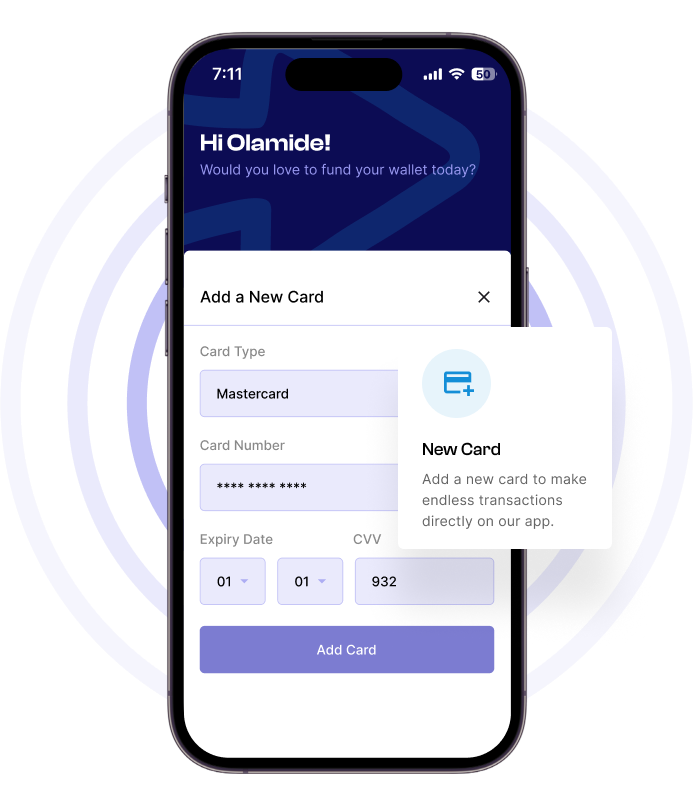 7:11
50
Hi Olamide!
Would you love to fund your wallet today?
Add a New Card
Card Type
Mastercard
Card Number
**** **** ****
Expiry Date
CVV
01
01
932
Add Card
New Card
Add a new card to make
endless transactions
directly on our app.